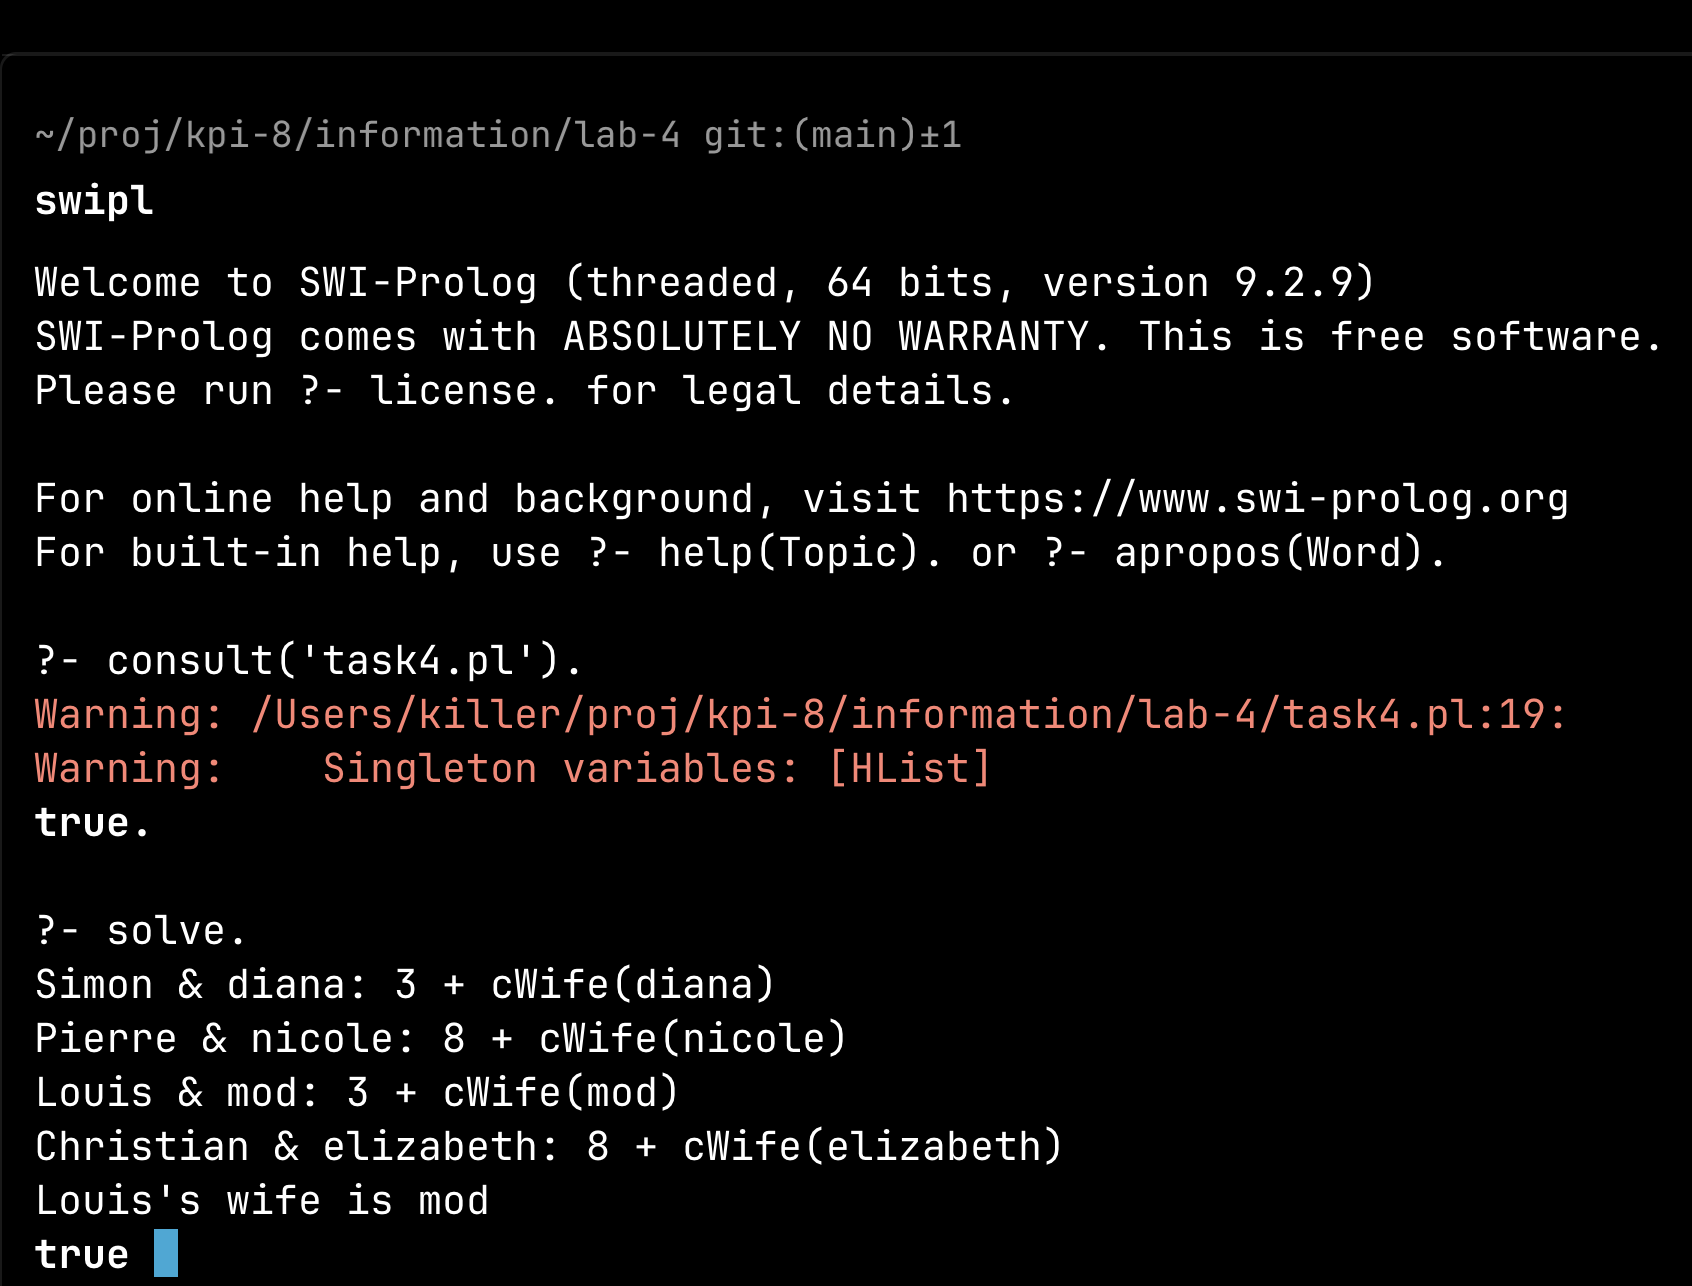 ~/proj/kpi-8/information/lab-4 git:(main)±1
swipl
Welcome to SWI-Prolog (threaded, 64 bits, version 9.2.9)
SWI-Prolog comes with ABSOLUTELY NO WARRANTY. This is free software.
Please run ?- license. for legal details.
For online help and background, visit https://www.swi-prolog.org
For built-in help, use ?- help(Topic). or ?- apropos(Word).
?- consult('task4.pl').
Warning: /Users/killer/proj/kpi-8/information/lab-4/task4.pl:19:
Warning:    Singleton variables: [HList]
true.
?- solve.
Simon & diana: 3 + cWife(diana)
Pierre & nicole: 8 + cWife(nicole)
Louis & mod: 3 + cWife(mod)
Christian & elizabeth: 8 + cWife(elizabeth)
Louis's wife is mod
true